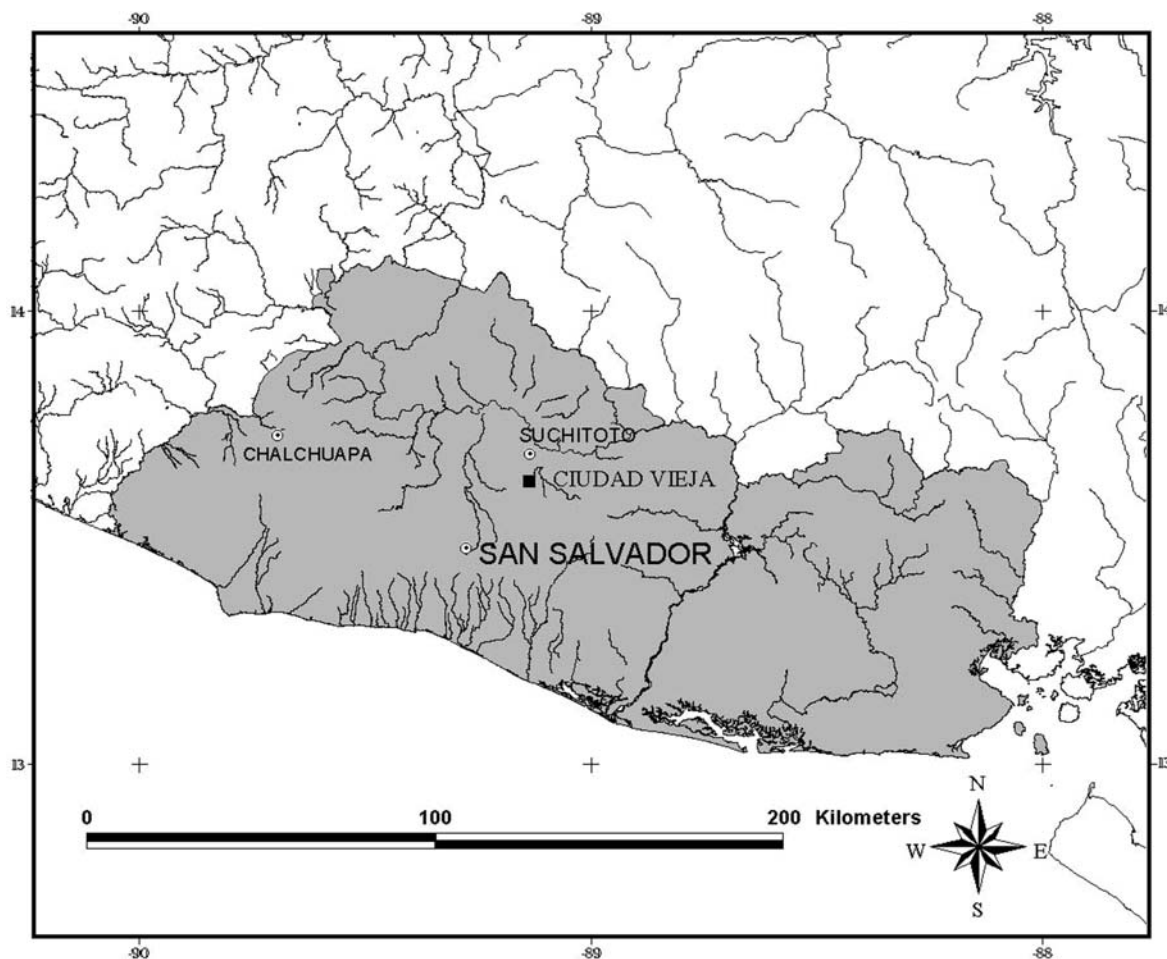 -90 -89 -88
14 14
SUCHITOTO
CHALCHUAPA
CIUDAD VIEJA
SAN SALVADOR
13 13
0 100 200 Kilometers
N
W E
S
-90 -89 -88